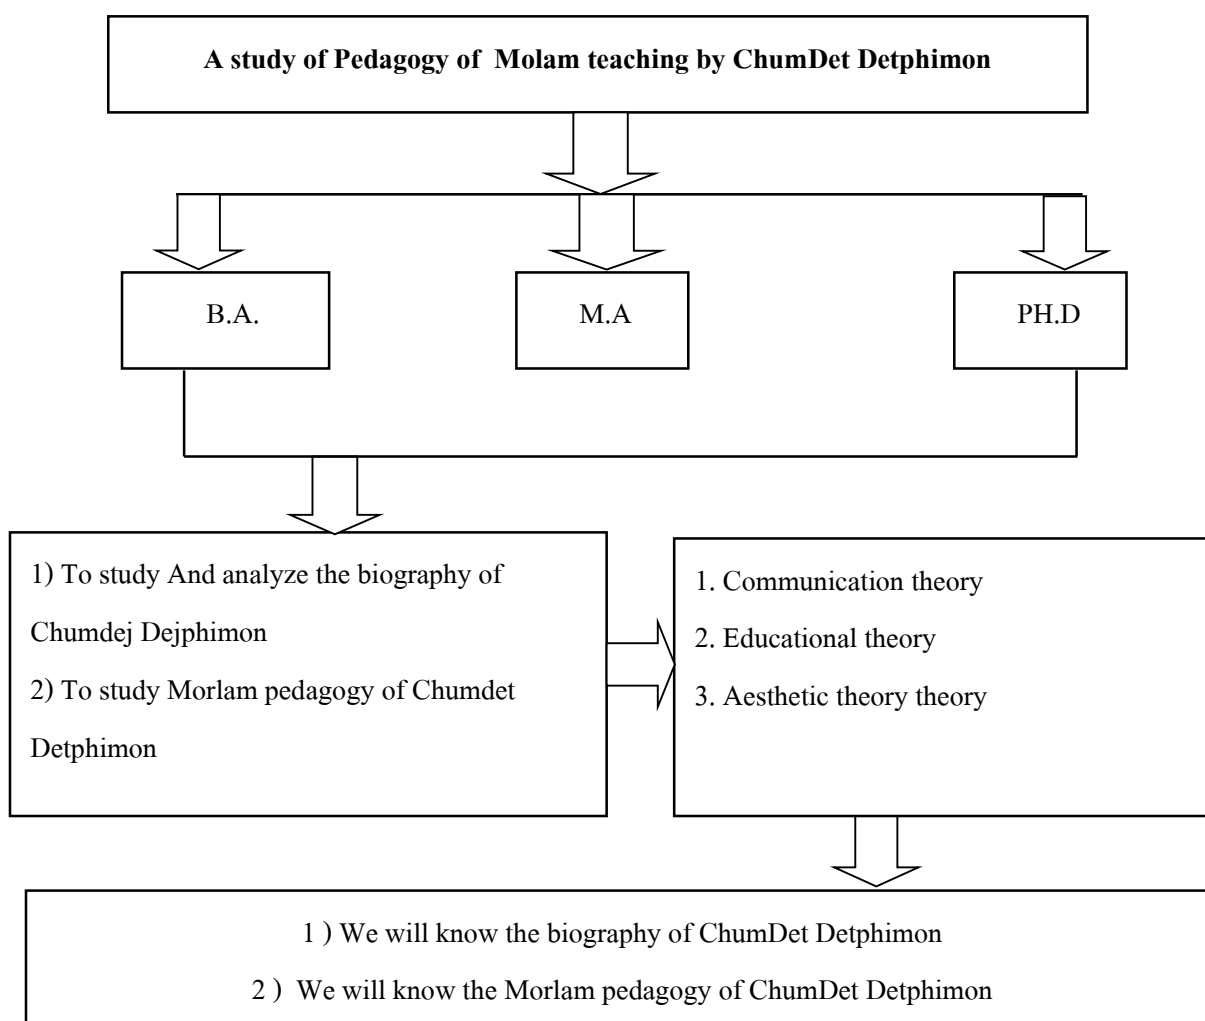 A study of Pedagogy of Molam teaching by ChumDet Detphimon
B.A.
M.A
PH.D
1) To study And analyze the biography of
Chumdej Dejphimon
2) To study Morlam pedagogy of Chumdet
Detphimon
1. Communication theory
2. Educational theory
3. Aesthetic theory theory
1 ) We will know the biography of ChumDet Detphimon
2 ) We will know the Morlam pedagogy of ChumDet Detphimon